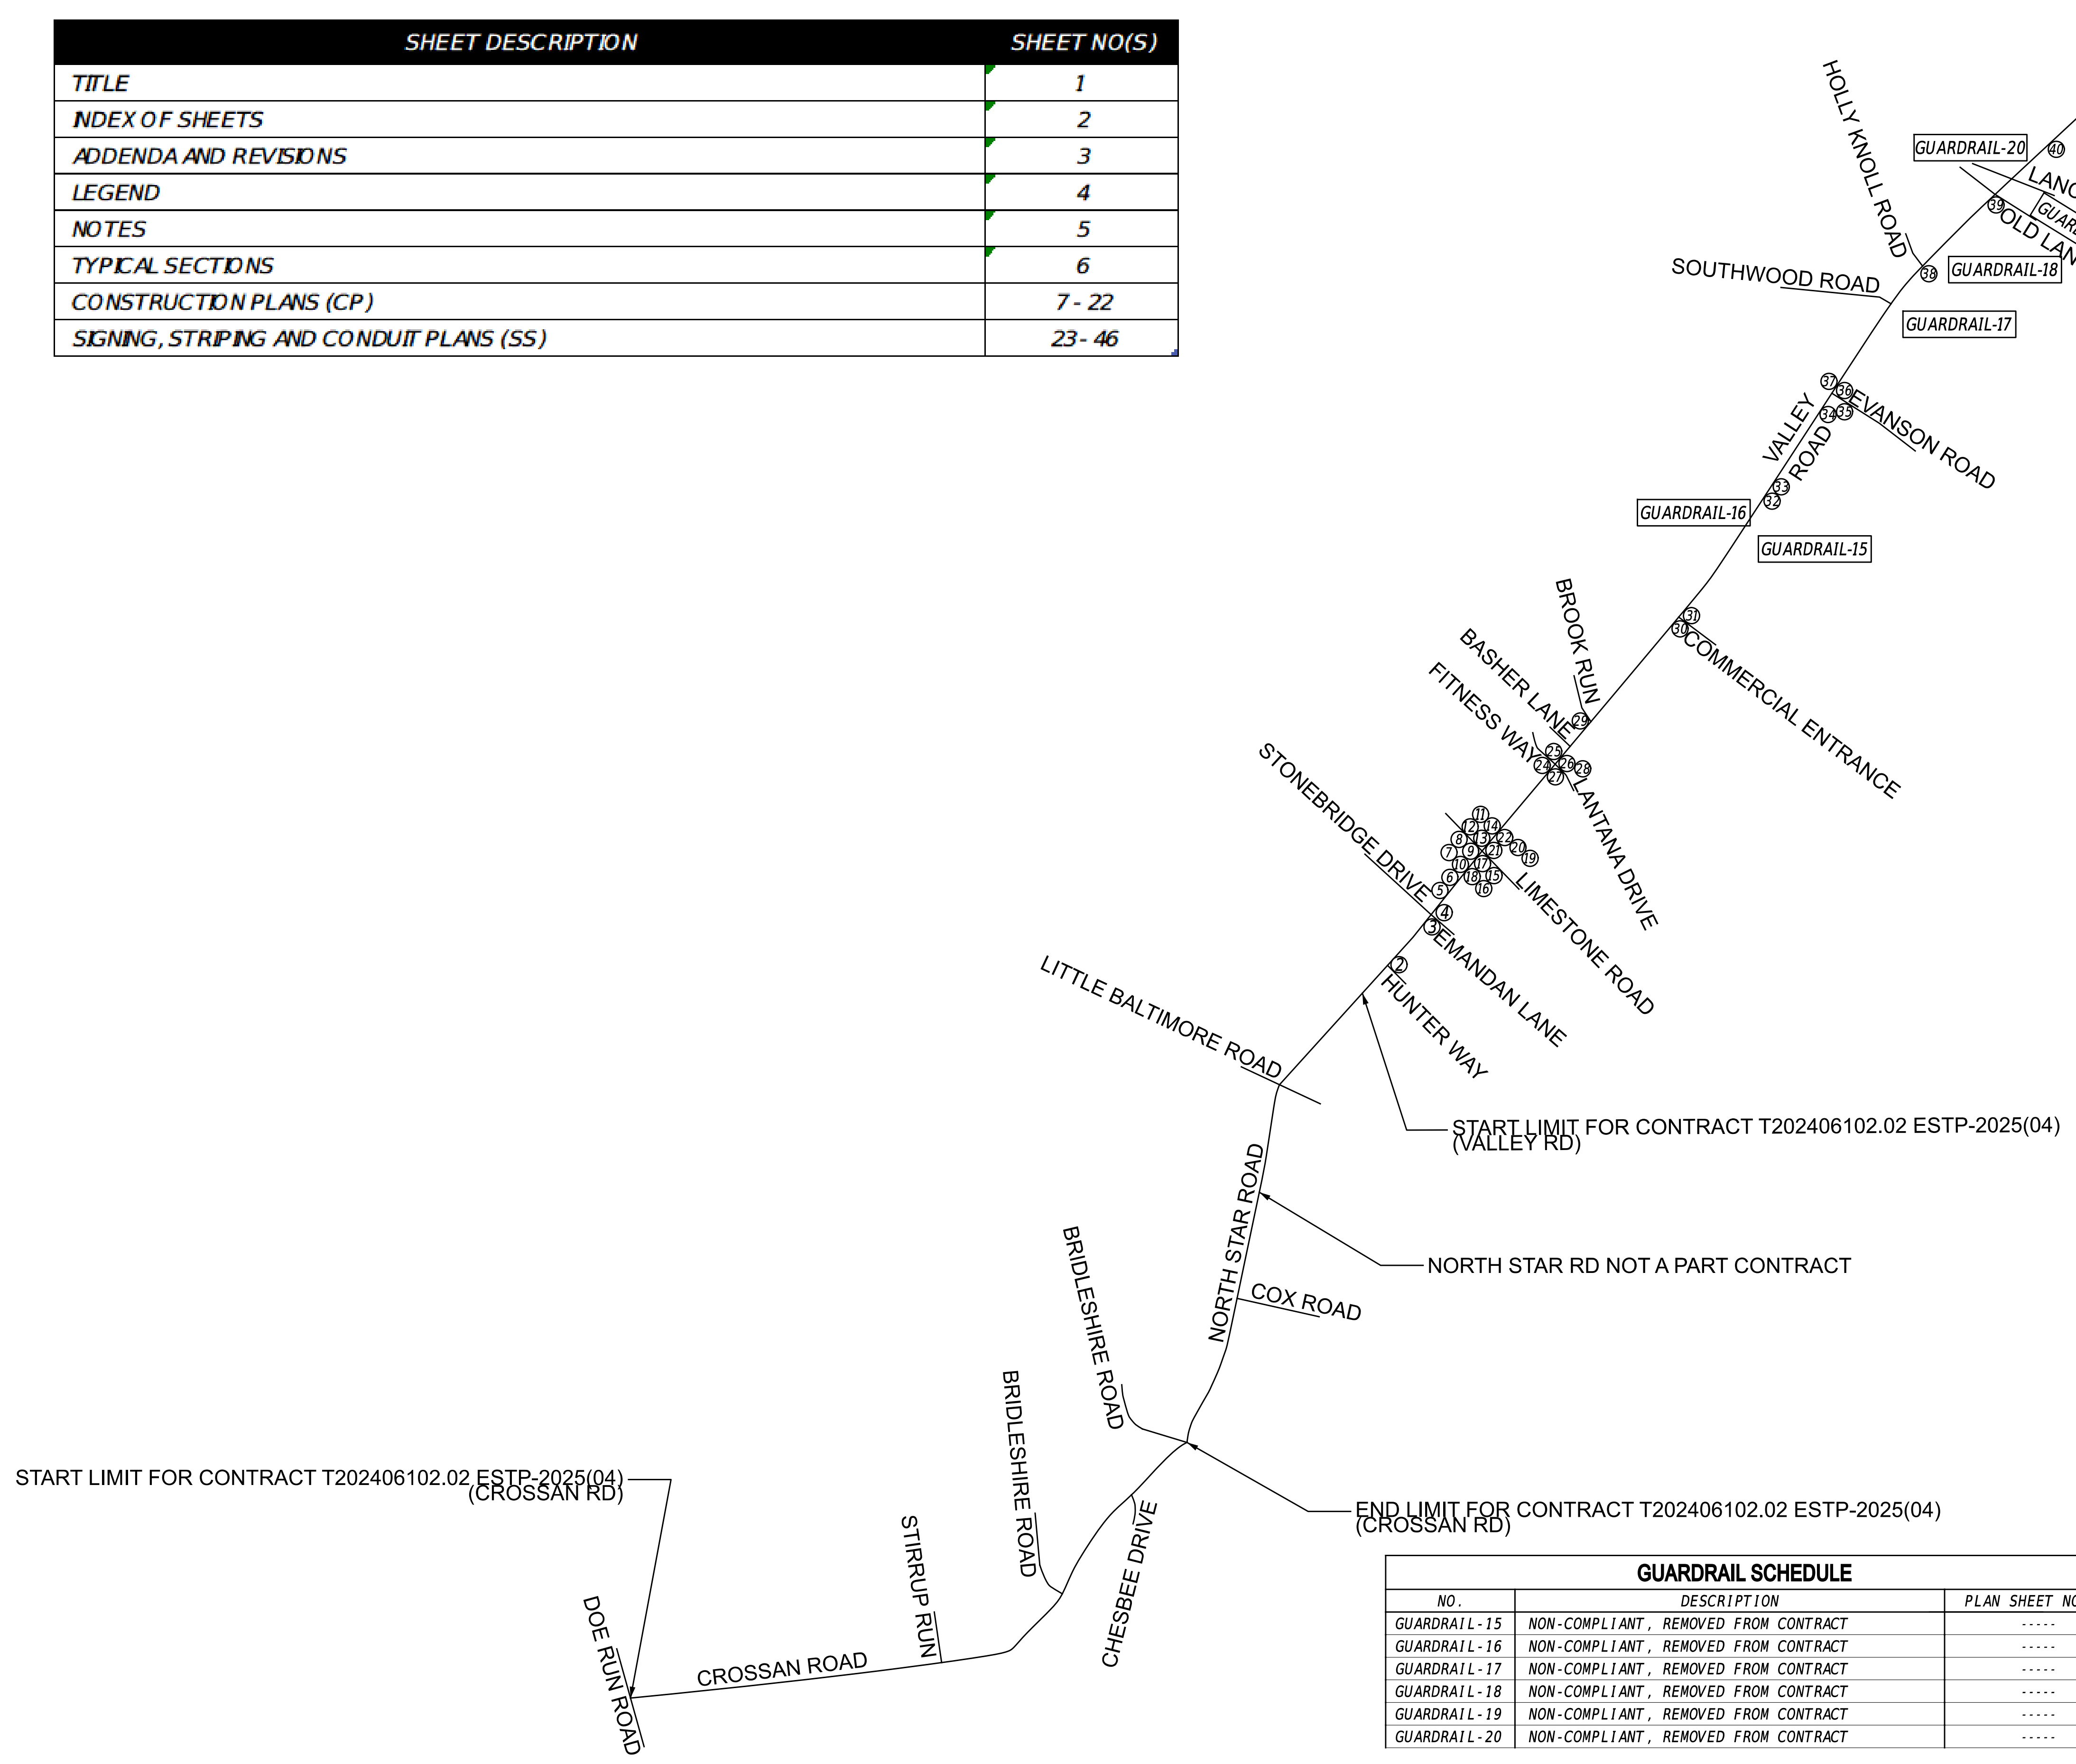 SHEET DESCRIPTION SHEET NO(S)
TITLE 1
INDEX OF SHEETS 2
ADDENDA AND REVISIONS 3
LEGEND 4
NOTES 5
TYPICAL SECTIONS 6
CONSTRUCTION PLANS (CP) 7 - 22
SIGNING, STRIPING AND CONDUIT PLANS (SS) 23 - 46
HOLLY KNOLL ROAD
GUARDRAIL-20
40
39
OLD
SOUTHWOOD ROAD
38
GUARDRAIL-18
GUARDRAIL-17
37
36
34
35
EVANSON ROAD
VALLEY
ROAD
33
32
GUARDRAIL-16
GUARDRAIL-15
BROOK RUN
31
30
COMMERCIAL ENTRANCE
BASHER LANE
FITNESS WAY
29
25
24
26
28
27
LANTANA DRIVE
STONEBRIDGE DRIVE
11
12
14
8
13
22
7
9
21
20
19
10
17
6
18
15
5
16
LIMESTONE ROAD
4
3
EMANDAN LANE
2
HUNTER WAY
LITTLE BALTIMORE ROAD
START LIMIT FOR CONTRACT T202406102.02 ESTP-2025(04)
(VALLEY RD)
NORTH STAR ROAD
NORTH STAR RD NOT A PART CONTRACT
COX ROAD
BRIDLESHIRE ROAD
BRIDLESHIRE ROAD
START LIMIT FOR CONTRACT T202406102.02 ESTP-2025(04)
(CROSSAN RD)
END LIMIT FOR CONTRACT T202406102.02 ESTP-2025(04)
(CROSSAN RD)
CHESBEE DRIVE
STIRRUP RUN
CROSSAN ROAD
DOE RUN ROAD
GUARDRAIL SCHEDULE
NO. DESCRIPTION PLAN SHEET
GUARDRAIL-15 NON-COMPLIANT, REMOVED FROM CONTRACT -----
GUARDRAIL-16 NON-COMPLIANT, REMOVED FROM CONTRACT -----
GUARDRAIL-17 NON-COMPLIANT, REMOVED FROM CONTRACT -----
GUARDRAIL-18 NON-COMPLIANT, REMOVED FROM CONTRACT -----
GUARDRAIL-19 NON-COMPLIANT, REMOVED FROM CONTRACT -----
GUARDRAIL-20 NON-COMPLIANT, REMOVED FROM CONTRACT -----